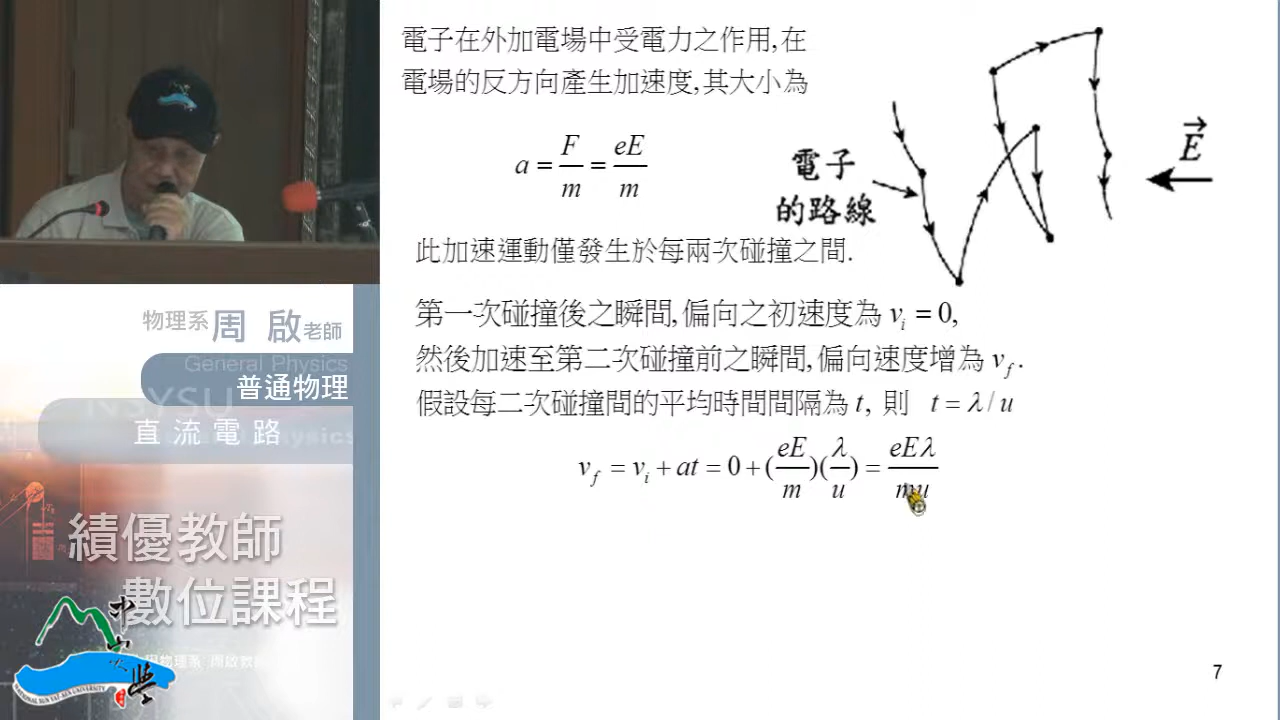 電子在外加電場中受電力之作用,在
電場的反方向產生加速度,其大小為
a = F/m = eE/m
電子
的路線
E
此加速運動僅發生於每兩次碰撞之間.
第一次碰撞後之瞬間,偏向之初速度為 v_i = 0,
然後加速至第二次碰撞前之瞬間,偏向速度增為 v_f.
假設每二次碰撞間的平均時間間隔為 t, 則 t = λ / u
v_f = v_i + at = 0 + (eE/m)(λ/u) = eEλ/mu
7
物理系周 啟老師
General Physics
普通物理
直流電路
績優教師
數位課程